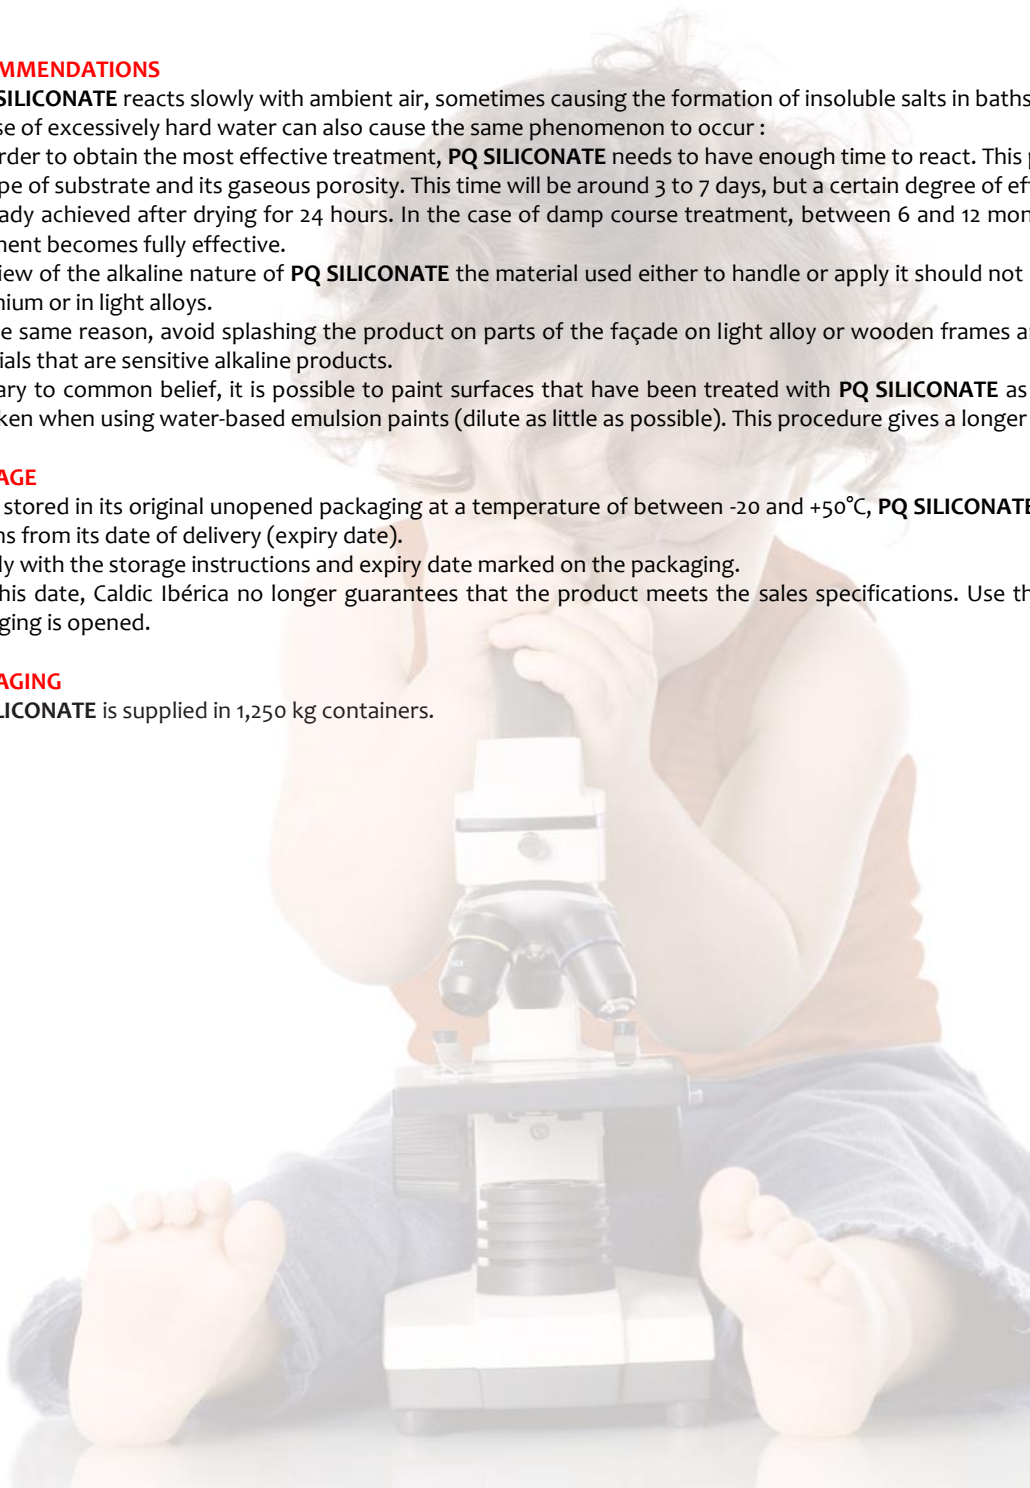 MMENDATIONS
SILICONATE reacts slowly with ambient air, sometimes causing the formation of insoluble salts in baths
se of excessively hard water can also cause the same phenomenon to occur :
rder to obtain the most effective treatment, PQ SILICONATE needs to have enough time to react. This p
pe of substrate and its gaseous porosity. This time will be around 3 to 7 days, but a certain degree of eff
ady achieved after drying for 24 hours. In the case of damp course treatment, between 6 and 12 mon
ment becomes fully effective.
iew of the alkaline nature of PQ SILICONATE the material used either to handle or apply it should not
nium or in light alloys.
e same reason, avoid splashing the product on parts of the façade on light alloy or wooden frames a
ials that are sensitive alkaline products.
ary to common belief, it is possible to paint surfaces that have been treated with PQ SILICONATE as
ken when using water-based emulsion paints (dilute as little as possible). This procedure gives a longer
AGE
stored in its original unopened packaging at a temperature of between -20 and +50°C, PQ SILICONATE
hs from its date of delivery (expiry date).
ly with the storage instructions and expiry date marked on the packaging.
his date, Caldic Ibérica no longer guarantees that the product meets the sales specifications. Use th
ging is opened.
AGING
LICONATE is supplied in 1,250 kg containers.